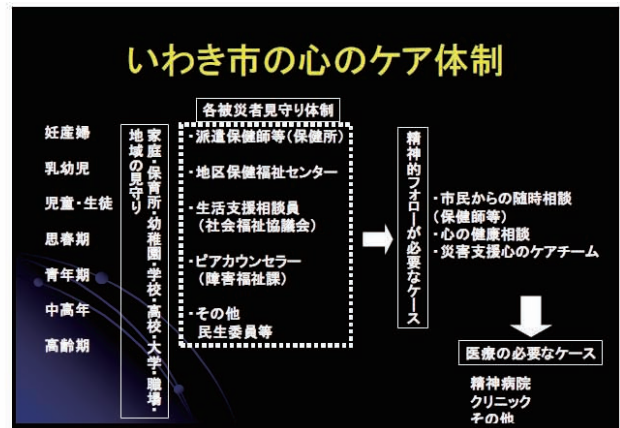 いわき市の心のケア体制
妊産婦
乳幼児
児童・生徒
思春期
青年期
中高年
高齢期
家庭・保育所・幼稚園・学校・高校・大学・職場・
地域の見守り
各被災者見守り体制
・派遣保健師等(保健所)
・地区保健福祉センター
・生活支援相談員
(社会福祉協議会)
・ピアカウンセラー
(障害福祉課)
・その他
民生委員等
精神的フォローが必要なケース
・市民からの随時相談
(保健師等)
・心の健康相談
・災害支援心のケアチーム
医療の必要なケース
精神病院
クリニック
その他